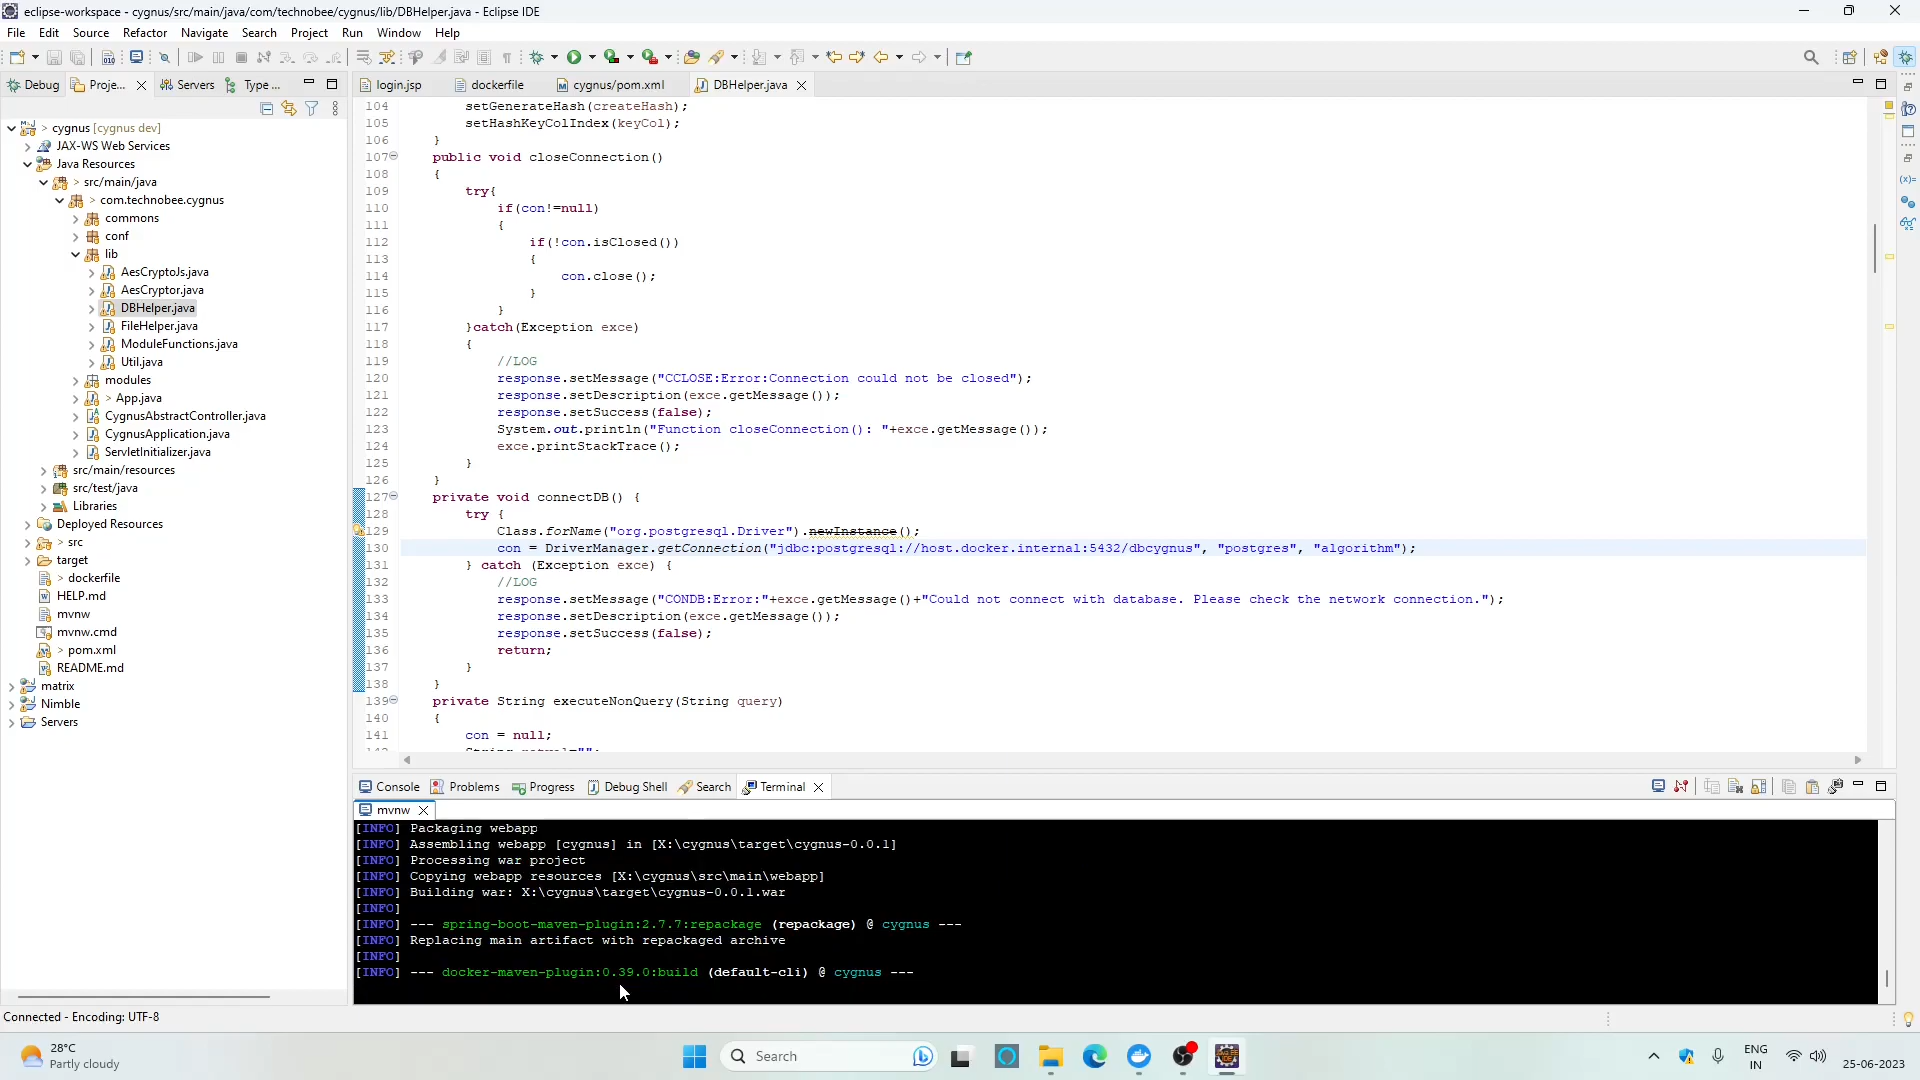 eclipse-workspace - cygnus/src/main/java/com/technobee/cygnus/lib/DBHelper.java - Eclipse IDE
File Edit Source Refactor Navigate Search Project Run Window Help
Debug Proje... Servers Type ...
login.jsp dockerfile cygnus/pom.xml DBHelper.java
> cygnus [cygnus dev]
JAX-WS Web Services
Java Resources
> src/main/java
> com.technobee.cygnus
commons
conf
lib
AesCryptoJs.java
AesCryptor.java
DBHelper.java
FileHelper.java
ModuleFunctions.java
Util.java
modules
> App.java
CygnusAbstractController.java
CygnusApplication.java
ServletInitializer.java
src/main/resources
src/test/java
Libraries
Deployed Resources
> src
target
> dockerfile
HELP.md
mvnw
mvnw.cmd
> pom.xml
README.md
matrix
Nimble
Servers
104 setGenerateHash(createHash);
105 setHashKeyColIndex(keyCol);
106 }
107 public void closeConnection()
108 {
109 try{
110 if(con!=null)
111 {
112 if(!con.isClosed())
113 {
114 con.close();
115 }
116 }
117 }catch(Exception exce)
118 {
119 //LOG
120 response.setMessage("CCLOSE:Error:Connection could not be closed");
121 response.setDescription(exce.getMessage());
122 response.setSuccess(false);
123 System.out.println("Function closeConnection(): "+exce.getMessage());
124 exce.printStackTrace();
125 }
126 }
127 private void connectDB() {
128 try {
129 Class.forName("org.postgresql.Driver").newInstance();
130 con = DriverManager.getConnection("jdbc:postgresql://host.docker.internal:5432/dbcygnus", "postgres", "algorithm");
131 } catch (Exception exce) {
132 //LOG
133 response.setMessage("CONDB:Error:"+exce.getMessage()+"Could not connect with database. Please check the network connection.");
134 response.setDescription(exce.getMessage());
135 response.setSuccess(false);
136 return;
137 }
138 }
139 private String executeNonQuery(String query)
140 {
141 con = null;
Console Problems Progress Debug Shell Search Terminal
mvnw
[INFO] Packaging webapp
[INFO] Assembling webapp [cygnus] in [X:\cygnus\target\cygnus-0.0.1]
[INFO] Processing war project
[INFO] Copying webapp resources [X:\cygnus\src\main\webapp]
[INFO] Building war: X:\cygnus\target\cygnus-0.0.1.war
[INFO]
[INFO] --- spring-boot-maven-plugin:2.7.7:repackage (repackage) @ cygnus ---
[INFO] Replacing main artifact with repackaged archive
[INFO]
[INFO] --- docker-maven-plugin:0.39.0:build (default-cli) @ cygnus ---
Connected - Encoding: UTF-8
28°C
Partly cloudy
Search
ENG
IN
25-06-2023